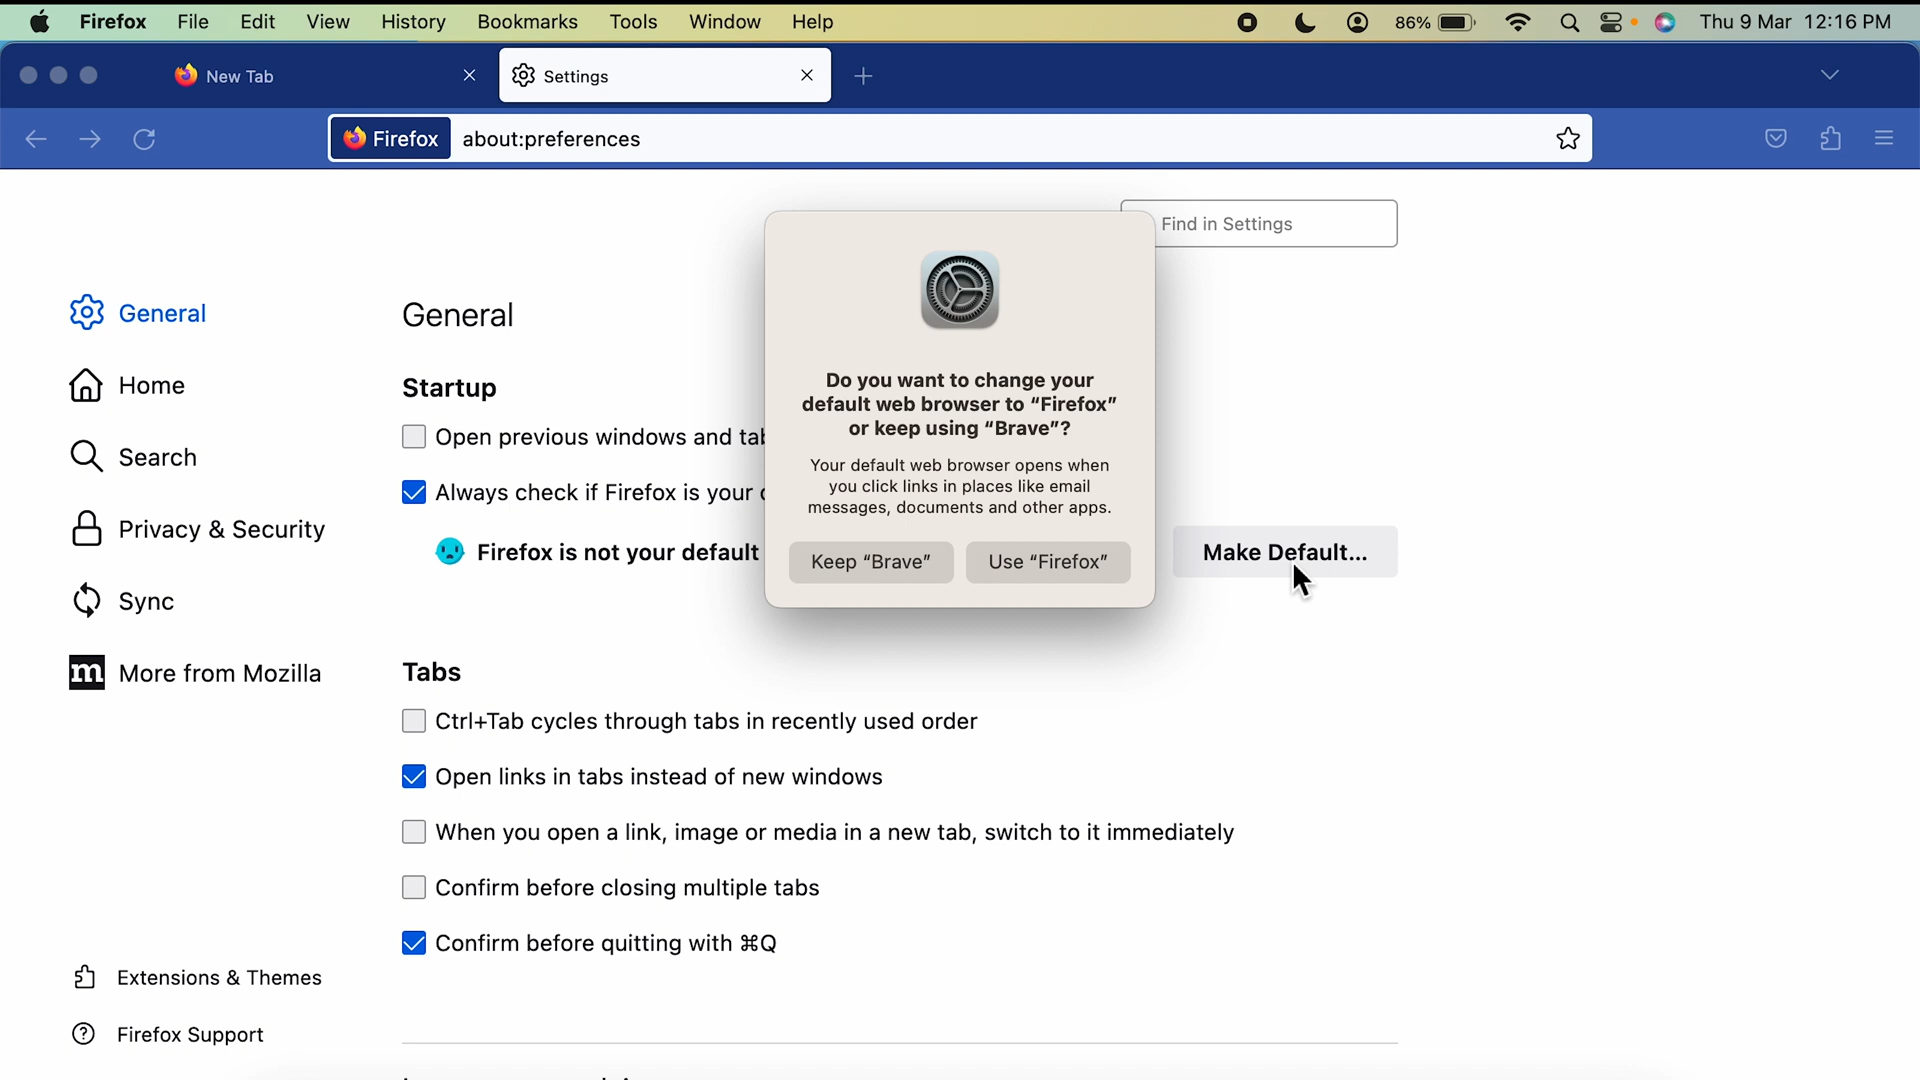 Firefox File Edit View History Bookmarks Tools Window Help 86% Thu 9 Mar 12:16 PM
New Tab Settings
Firefox about:preferences
Find in Settings
General
Home
Search
Privacy & Security
Sync
m More from Mozilla
Extensions & Themes
Firefox Support
General
Startup
Open previous windows and
Always check if Firefox is your
Firefox is not your default
Make Default...
Do you want to change your
default web browser to “Firefox”
or keep using “Brave”?
Your default web browser opens when
you click links in places like email
messages, documents and other apps.
Keep “Brave” Use “Firefox”
Tabs
Ctrl+Tab cycles through tabs in recently used order
Open links in tabs instead of new windows
When you open a link, image or media in a new tab, switch to it immediately
Confirm before closing multiple tabs
Confirm before quitting with ⌘Q